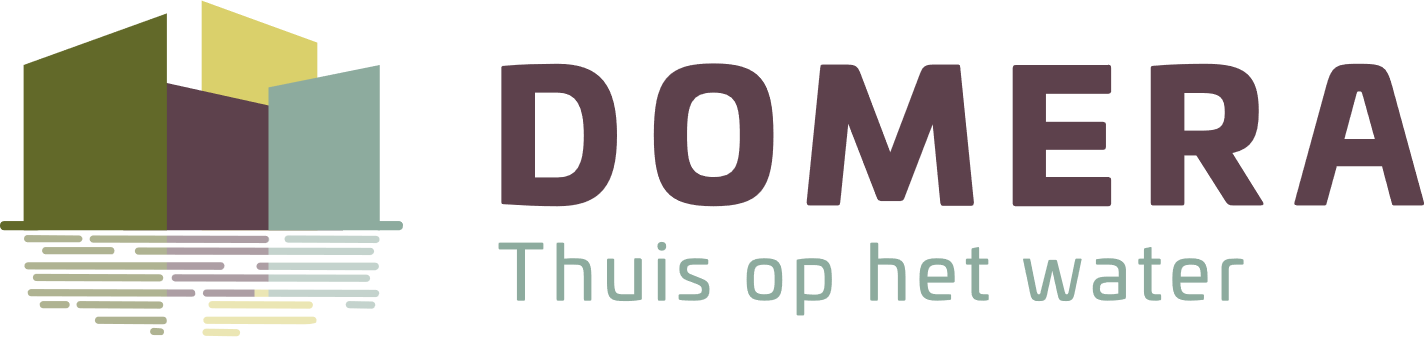 DOMERA
Thuis op het water